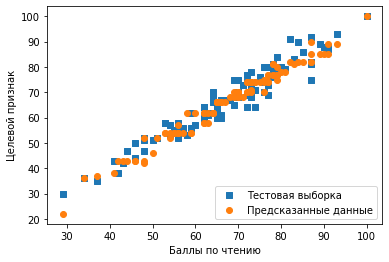 100
90
80
70
60
50
40
30
20
Целевой признак
Тестовая выборка
Предсказанные данные
30 40 50 60 70 80 90 100
Баллы по чтению